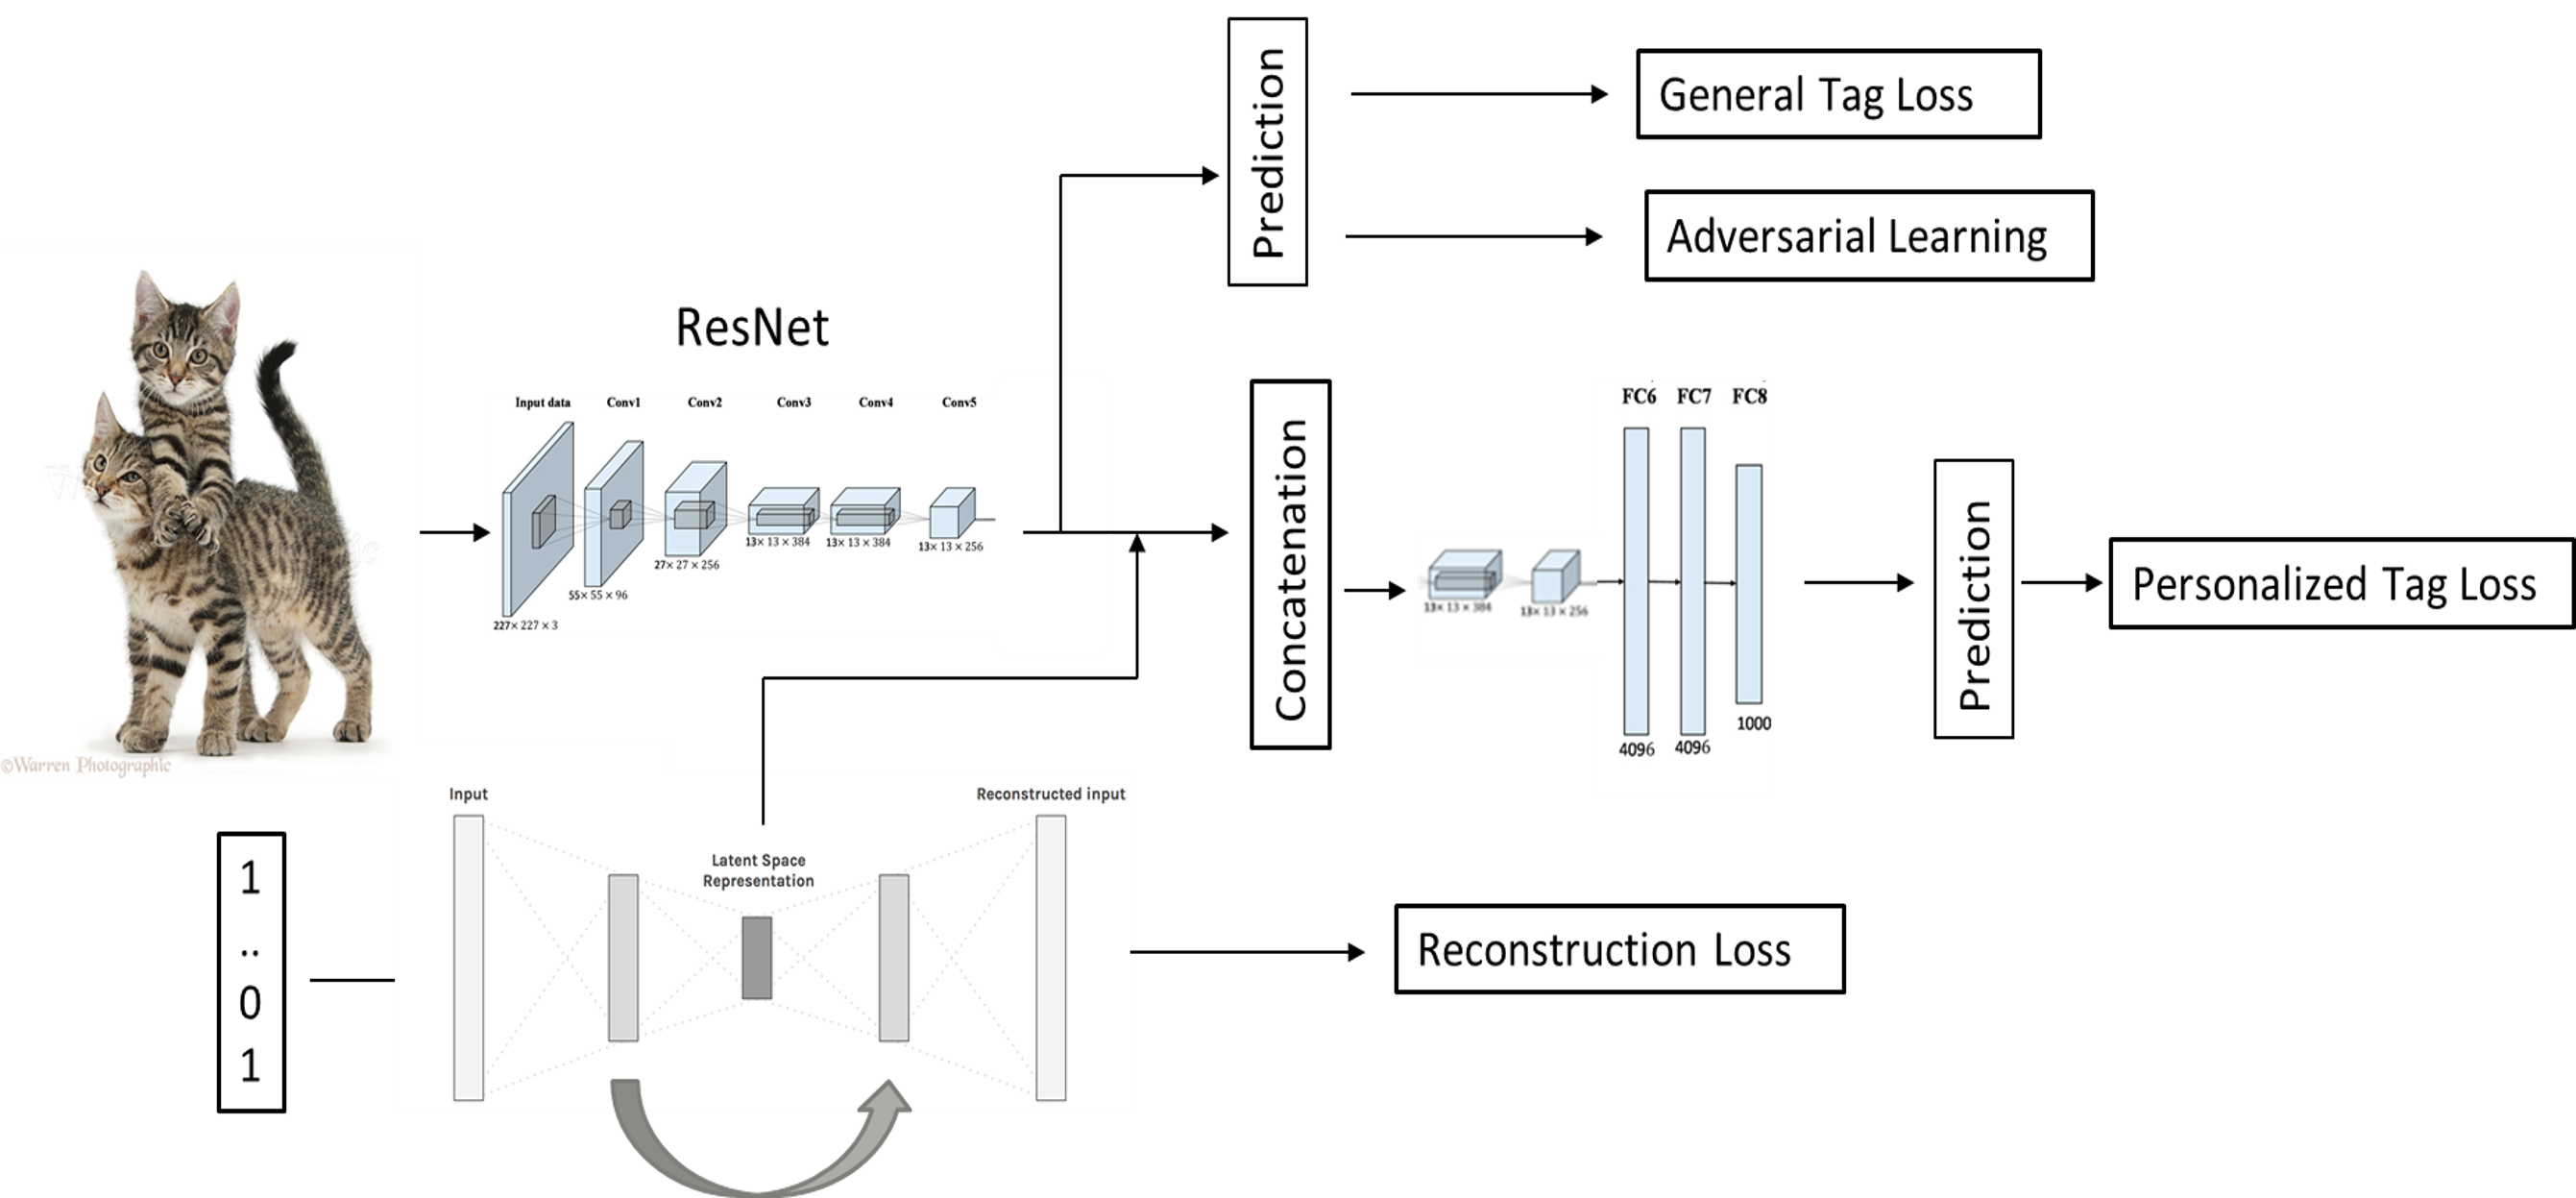 Prediction
General Tag Loss
Adversarial Learning
ResNet
Input data
Conv1
Conv2
Conv3
Conv4
Conv5
227× 227 × 3
55× 55 × 96
27× 27 × 256
13× 13 × 384
13× 13 × 384
13× 13 × 256
Concatenation
13× 13 × 384
13× 13 × 256
FC6
FC7
FC8
4096
4096
1000
Prediction
Personalized Tag Loss
©Warren Photographic
1
..
0
1
Input
Latent Space
Representation
Reconstructed input
Reconstruction Loss